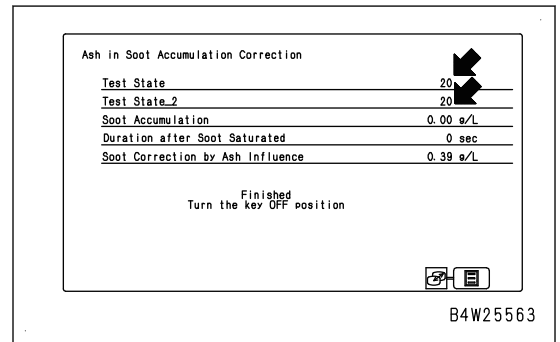 Ash in Soot Accumulation Correction
Test State 20
Test State_2 20
Soot Accumulation 0.00 g/L
Duration after Soot Saturated 0 sec
Soot Correction by Ash Influence 0.39 g/L
Finished
Turn the key OFF position
B4W25563